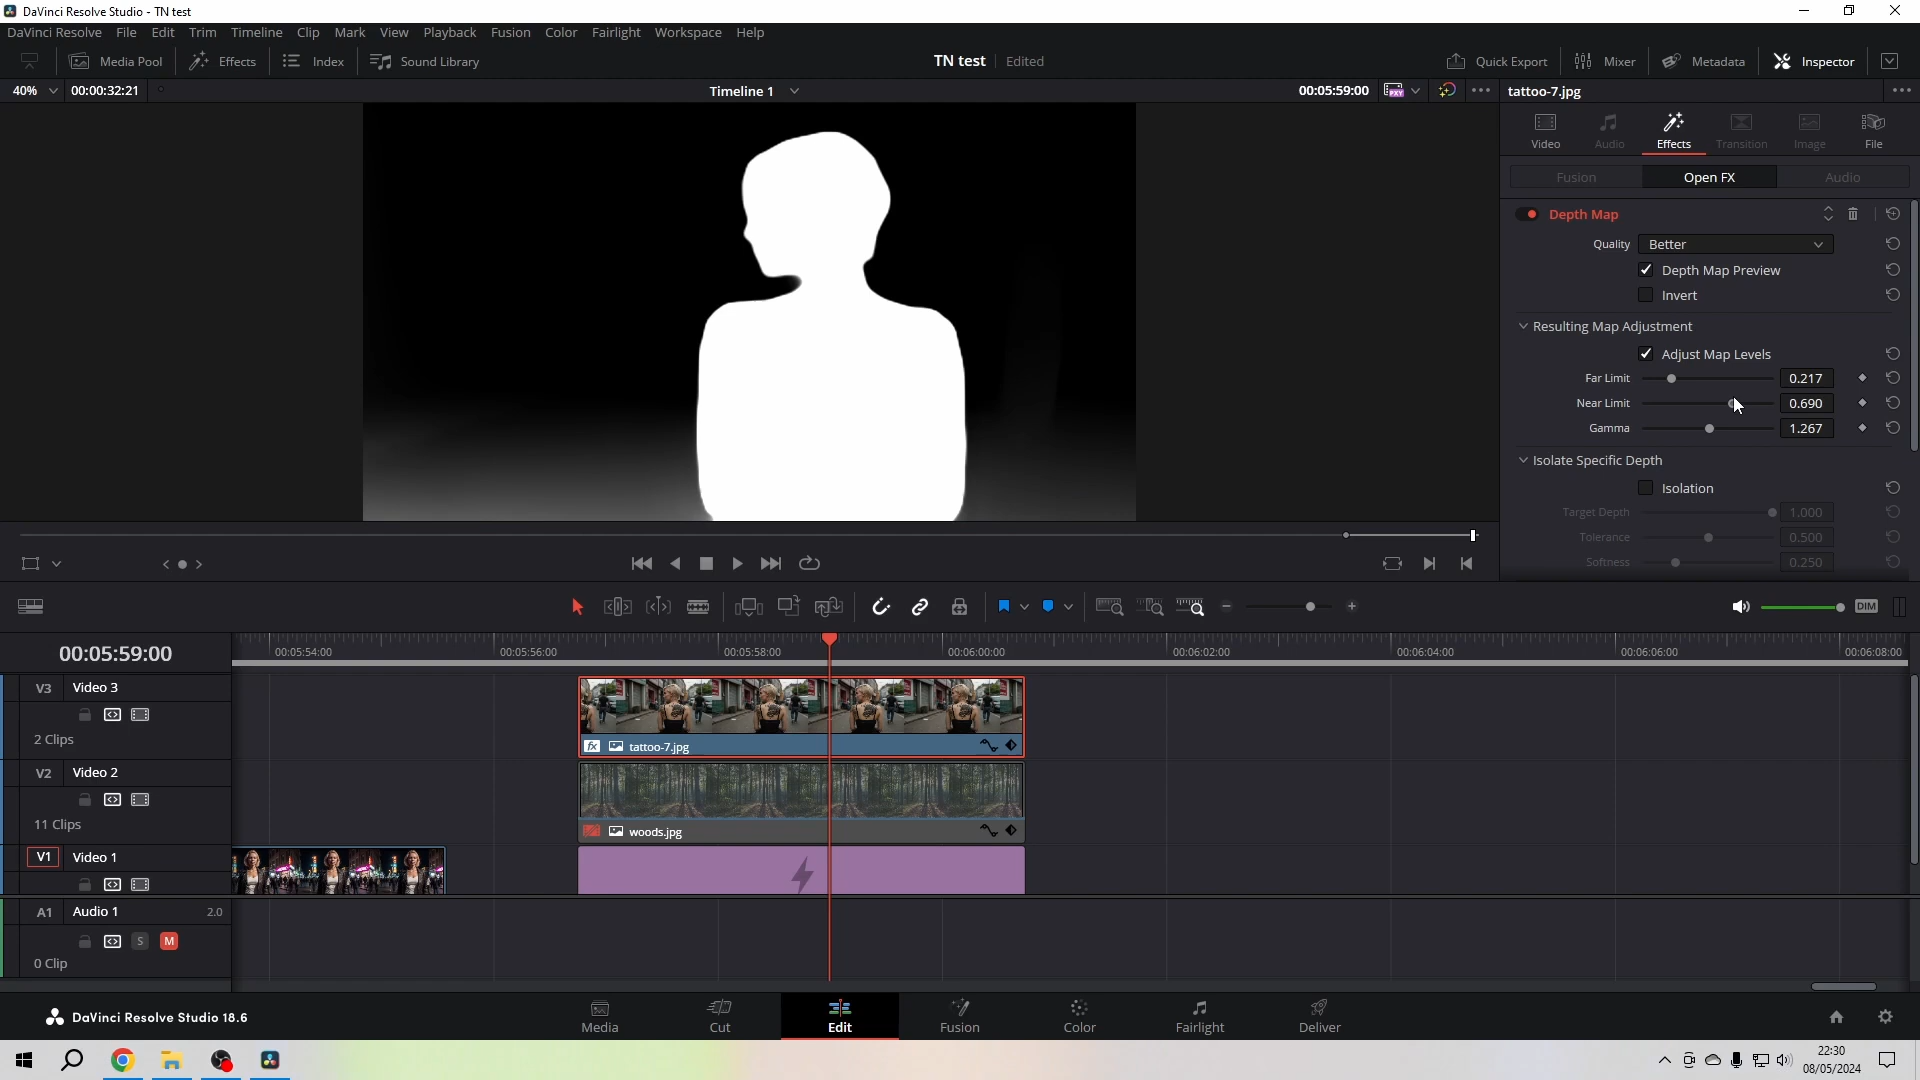 DaVinci Resolve Studio - TN test
DaVinci Resolve File Edit Trim Timeline Clip Mark View Playback Fusion Color Fairlight Workspace Help
Media Pool Effects Index Sound Library TN test Edited Quick Export Mixer Metadata Inspector
40% 00:00:32:21 Timeline 1 00:05:59:00 PXY tattoo-7.jpg
Video Audio Effects Transition Image File
Fusion Open FX Audio
Depth Map
Quality Better
Depth Map Preview
Invert
Resulting Map Adjustment
Adjust Map Levels
Far Limit 0.217
Near Limit 0.690
Gamma 1.267
Isolate Specific Depth
Isolation
Target Depth 1.000
Tolerance 0.500
Softness 0.250
DIM
00:05:59:00 00:05:54:00 00:05:56:00 00:05:58:00 00:06:00:00 00:06:02:00 00:06:04:00 00:06:06:00 00:06:08:00
V3 Video 3
2 Clips
fx tattoo-7.jpg
V2 Video 2
11 Clips
woods.jpg
V1 Video 1
A1 Audio 1 2.0
S M
0 Clip
DaVinci Resolve Studio 18.6
Media Cut Edit Fusion Color Fairlight Deliver
22:30
08/05/2024